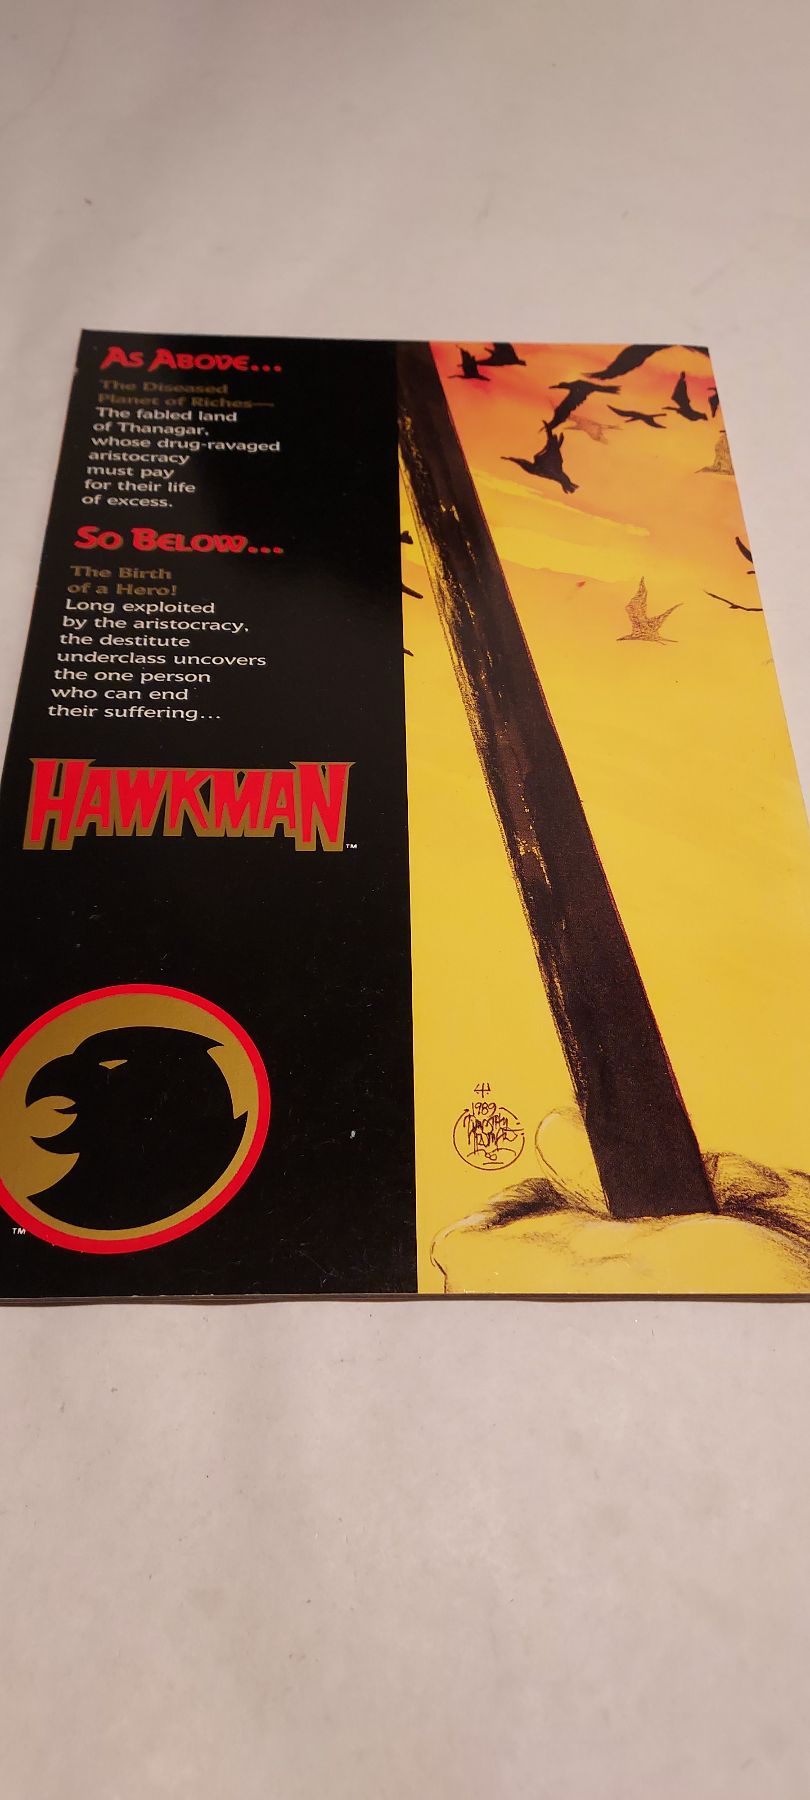 As Above...
The Diseased
Planet of Riches—
The fabled land
of Thanagar,
whose drug-ravaged
aristocracy
must pay
for their life
of excess.
So Below...
The Birth
of a Hero!
Long exploited
by the aristocracy,
the destitute
underclass uncovers
the one person
who can end
their suffering...
HAWKMAN™
TM
1989